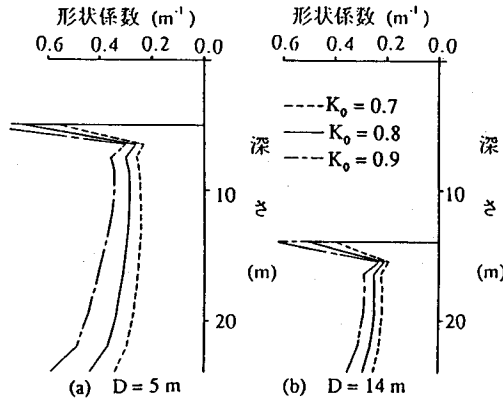 形状係数 (m⁻¹)
0.6 0.4 0.2 0.0
深さ
(m)
10
20
(a) D = 5 m
形状係数 (m⁻¹)
0.6 0.4 0.2 0.0
K₀ = 0.7
K₀ = 0.8
K₀ = 0.9
深さ
(m)
10
20
(b) D = 14 m